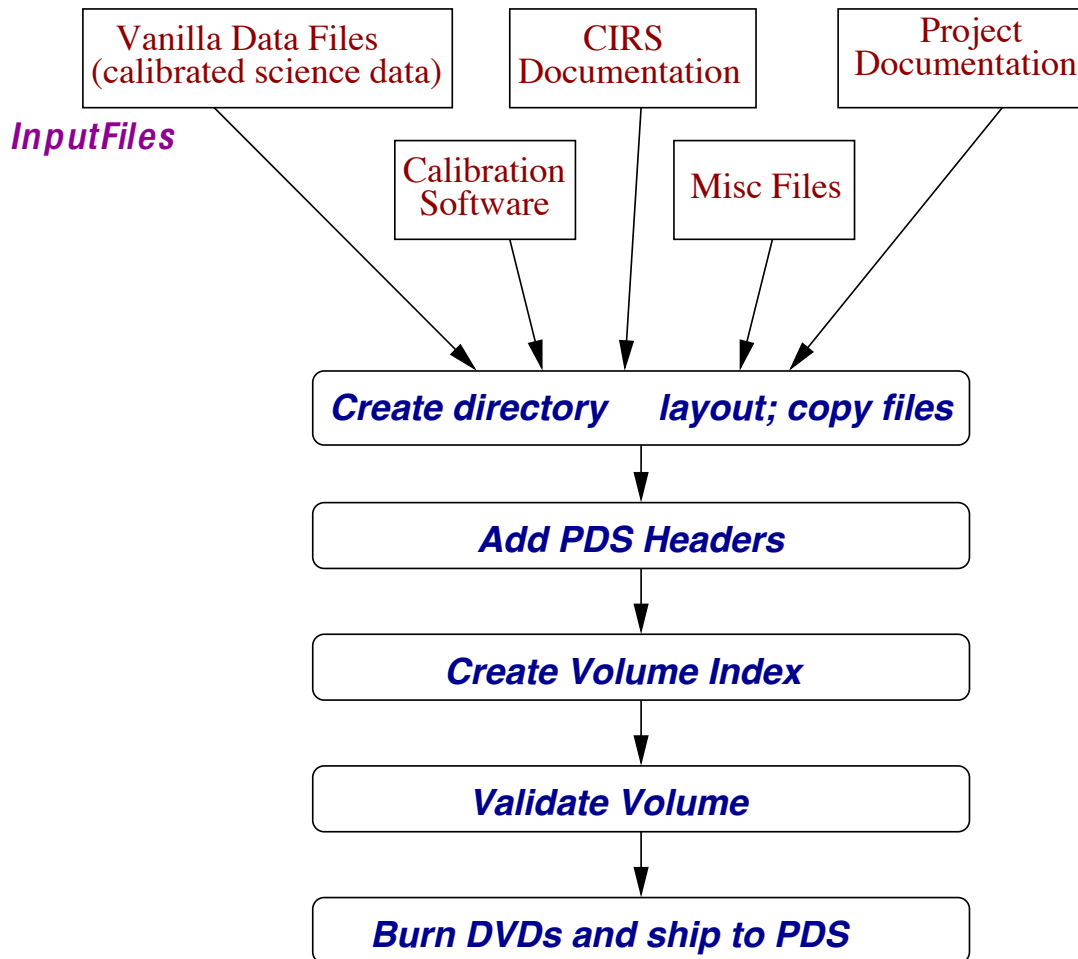 Vanilla Data Files
(calibrated science data)
CIRS
Documentation
Project
Documentation
InputFiles
Calibration
Software
Misc Files
Create directory layout; copy files
Add PDS Headers
Create Volume Index
Validate Volume
Burn DVDs and ship to PDS